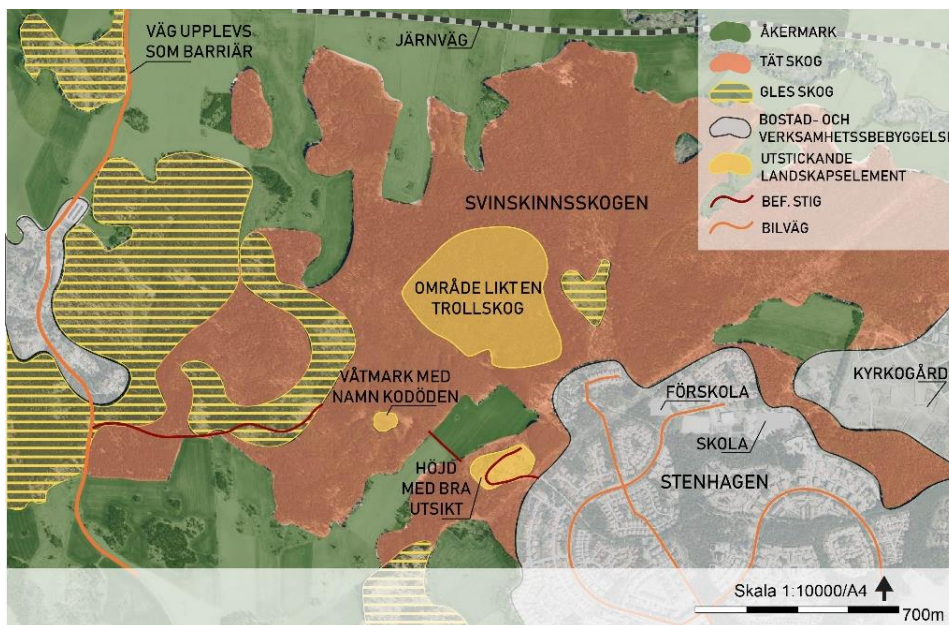 VÄG UPPLEVS
SOM BARRIÄR
JÄRNVÄG
ÅKERMARK
TÄT SKOG
GLES SKOG
BOSTAD- OCH
VERKSAMHETSSBEBYGGELSE
UTSTICKANDE
LANDSKAPSELEMENT
BEF. STIG
BILVÄG
SVINSKINNSSKOGEN
OMRÅDE LIKT EN
TROLLSKOG
VÅTMARK MED
NAMN KODÖDEN
HÖJD
MED BRA
UTSIKT
FÖRSKOLA
SKOLA
STENHAGEN
KYRKOGÅRD
Skala 1:10000/A4
700m